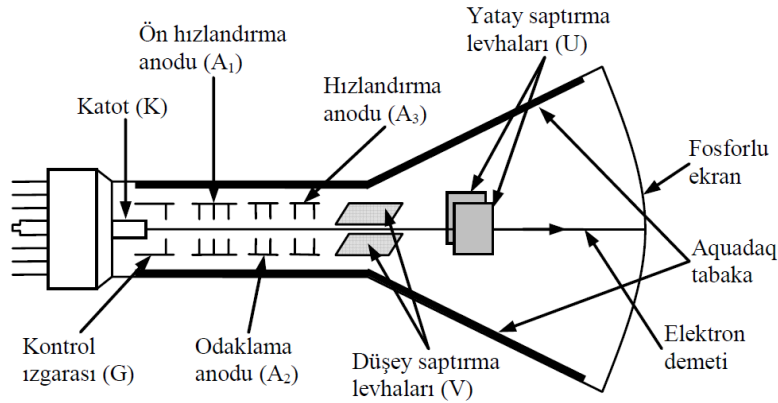 Ön hızlandırma
anodu (A₁)
Yatay saptırma
levhaları (U)
Katot (K)
Hızlandırma
anodu (A₃)
Fosforlu
ekran
Aquadaq
tabaka
Elektron
demeti
Kontrol
ızgarası (G)
Odaklama
anodu (A₂)
Düşey saptırma
levhaları (V)